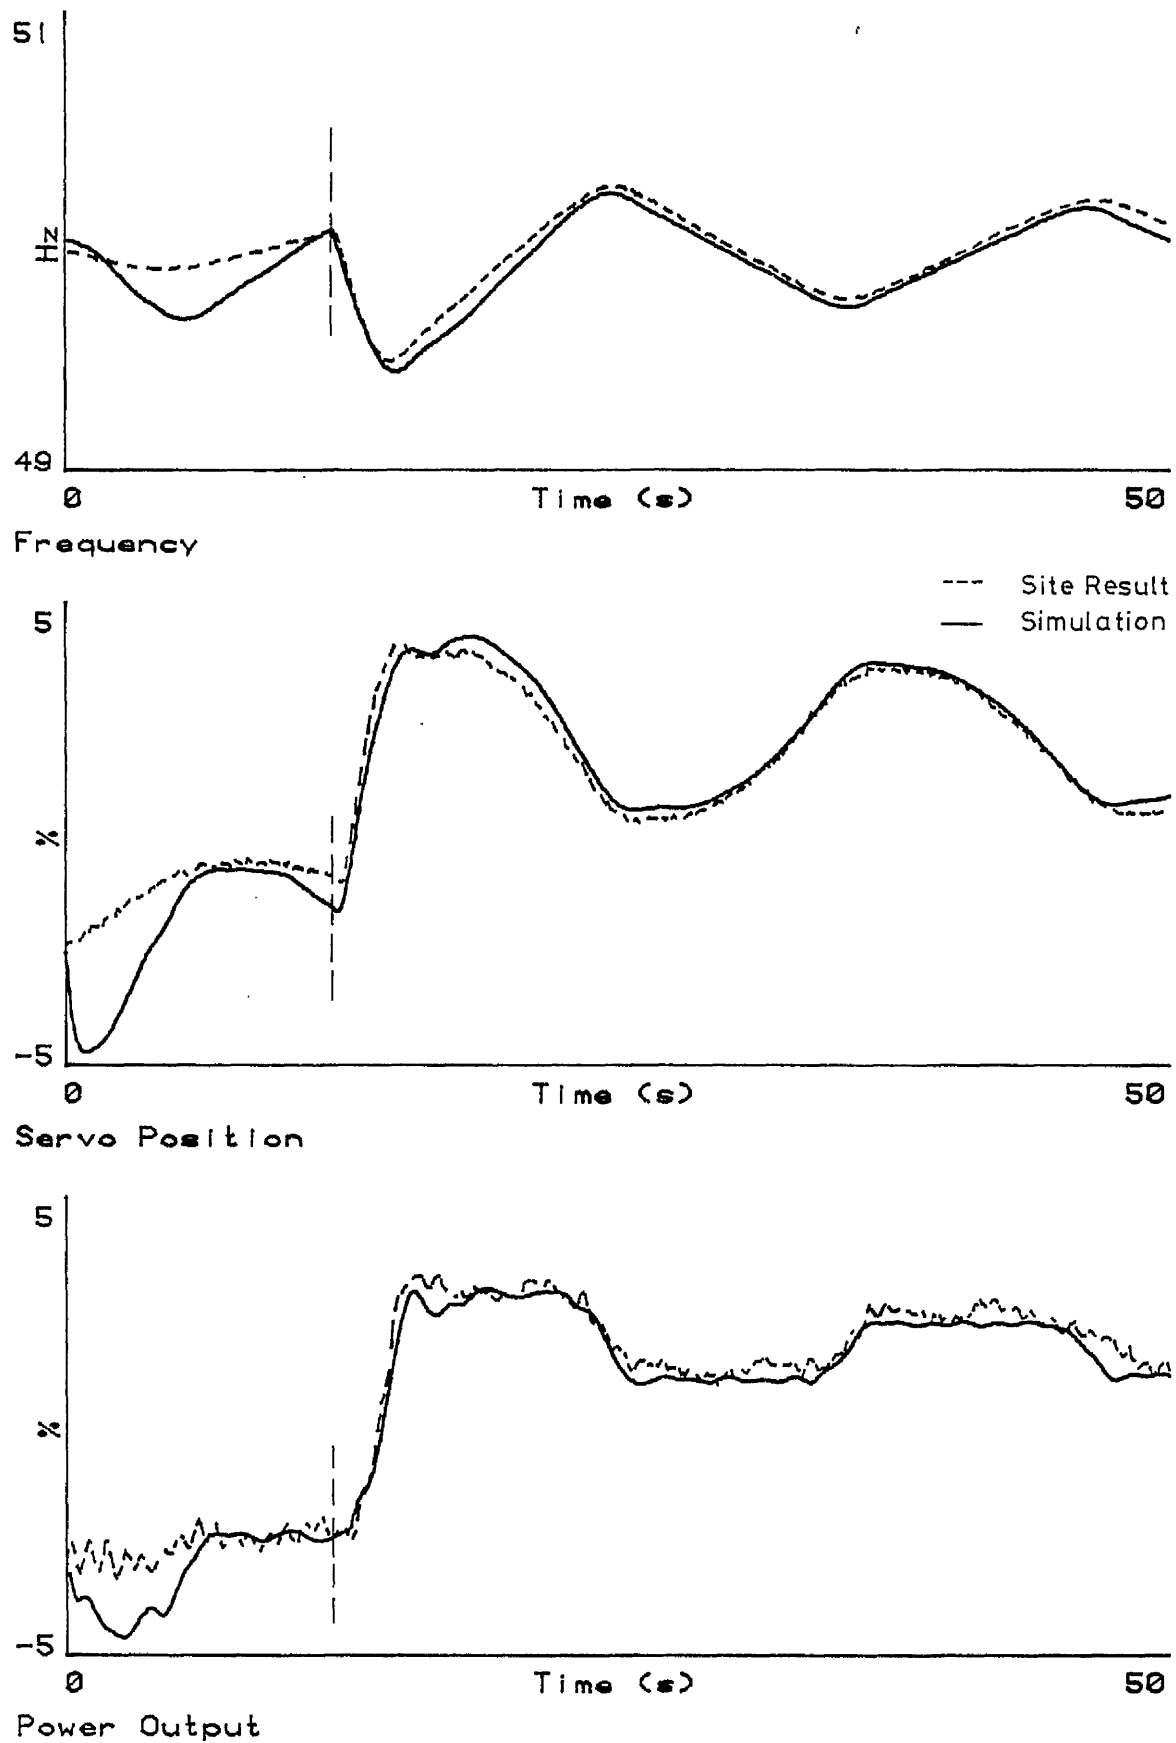 51
Hz
49
0 Time (s) 50
Frequency
--- Site Result
— Simulation
5
%
-5
0 Time (s) 50
Servo Position
5
%
-5
0 Time (s) 50
Power Output